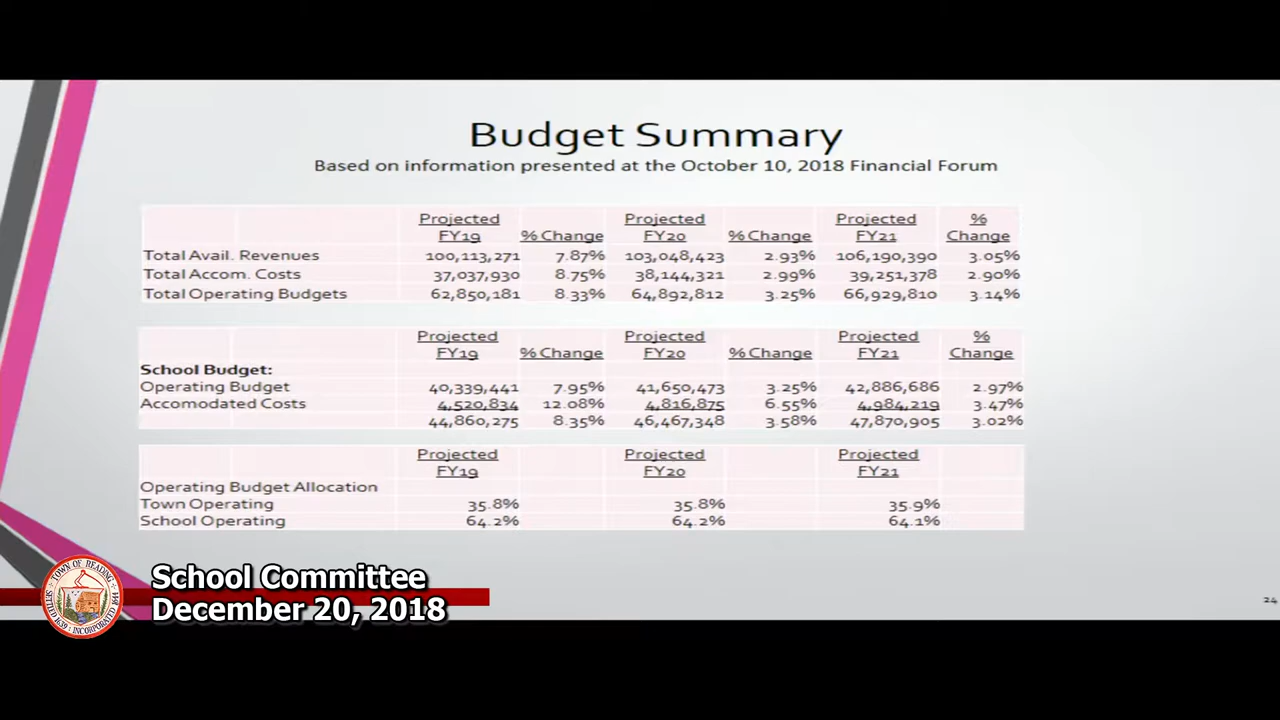 Budget Summary
Based on information presented at the October 10, 2018 Financial Forum
Projected Projected Projected %
FY19 % Change FY20 % Change FY21 Change
Total Avail. Revenues 100,113,271 7.87% 103,048,423 2.93% 106,190,390 3.05%
Total Accom. Costs 37,037,930 8.75% 38,144,321 2.99% 39,251,378 2.90%
Total Operating Budgets 62,850,181 8.33% 64,892,812 3.25% 66,929,810 3.14%
Projected Projected Projected %
FY19 % Change FY20 % Change FY21 Change
School Budget:
Operating Budget 40,339,441 7.95% 41,650,473 3.25% 42,886,686 2.97%
Accomodated Costs 4,520,834 12.08% 4,816,875 6.55% 4,984,219 3.47%
44,860,275 8.35% 46,467,348 3.58% 47,870,905 3.02%
Projected Projected Projected
FY19 FY20 FY21
Operating Budget Allocation
Town Operating 35.8% 35.8% 35.9%
School Operating 64.2% 64.2% 64.1%
24
School Committee
December 20, 2018
TOWN OF READING
SETTLED 1639 INCORPORATED 1644